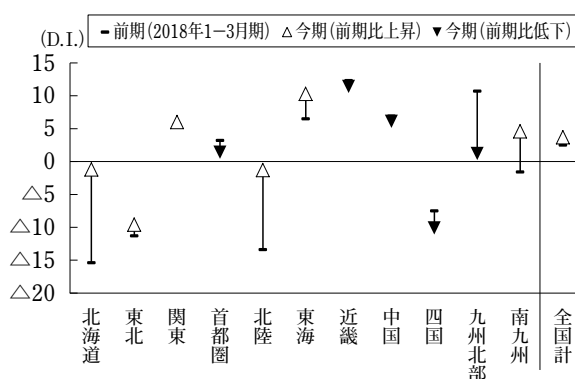 (D.I.)
━前期(2018年1−3月期) △今期(前期比上昇) ▼今期(前期比低下)
15
10
5
0
△5
△10
△15
△20
北海道
東北
関東
首都圏
北陸
東海
近畿
中国
四国
九州北部
南九州
全国計